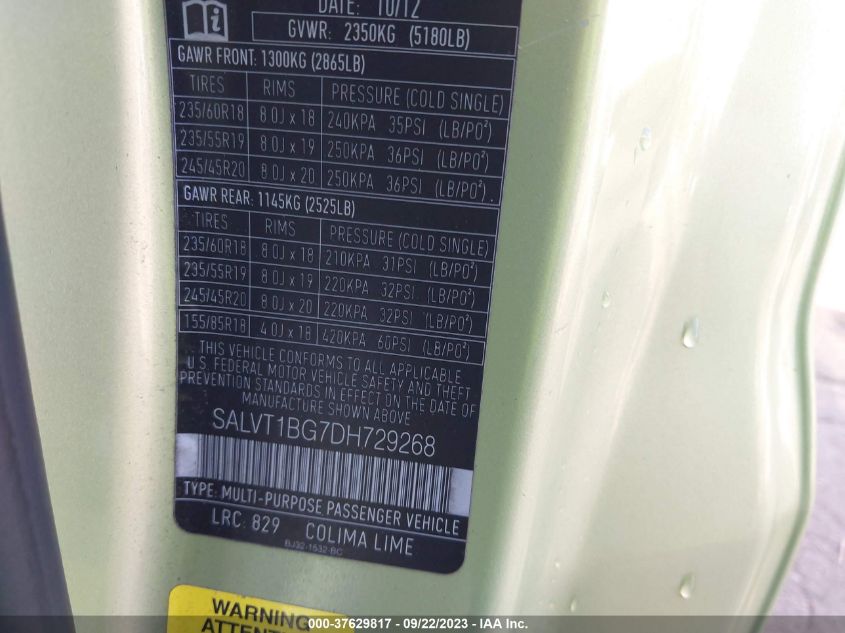 DATE: 10/12
GVWR: 2350KG (5180LB)
GAWR FRONT: 1300KG (2865LB)
TIRES RIMS PRESSURE (COLD SINGLE)
235/60R18 8.0J x 18 240KPA 35PSI (LB/PO²)
235/55R19 8.0J x 19 250KPA 36PSI (LB/PO²)
245/45R20 8.0J x 20 250KPA 36PSI (LB/PO²)
GAWR REAR: 1145KG (2525LB)
TIRES RIMS PRESSURE (COLD SINGLE)
235/60R18 8.0J x 18 210KPA 31PSI (LB/PO²)
235/55R19 8.0J x 19 220KPA 32PSI (LB/PO²)
245/45R20 8.0J x 20 220KPA 32PSI (LB/PO²)
155/85R18 4.0J x 18 420KPA 60PSI (LB/PO²)
THIS VEHICLE CONFORMS TO ALL APPLICABLE
U.S. FEDERAL MOTOR VEHICLE SAFETY AND THEFT
PREVENTION STANDARDS IN EFFECT ON THE DATE OF
MANUFACTURE SHOWN ABOVE
SALVT1BG7DH729268
TYPE: MULTI-PURPOSE PASSENGER VEHICLE
LRC: 829 COLIMA LIME
BJ32-1532-BC
WARNING
000-37629817 - 09/22/2023 - IAA Inc.